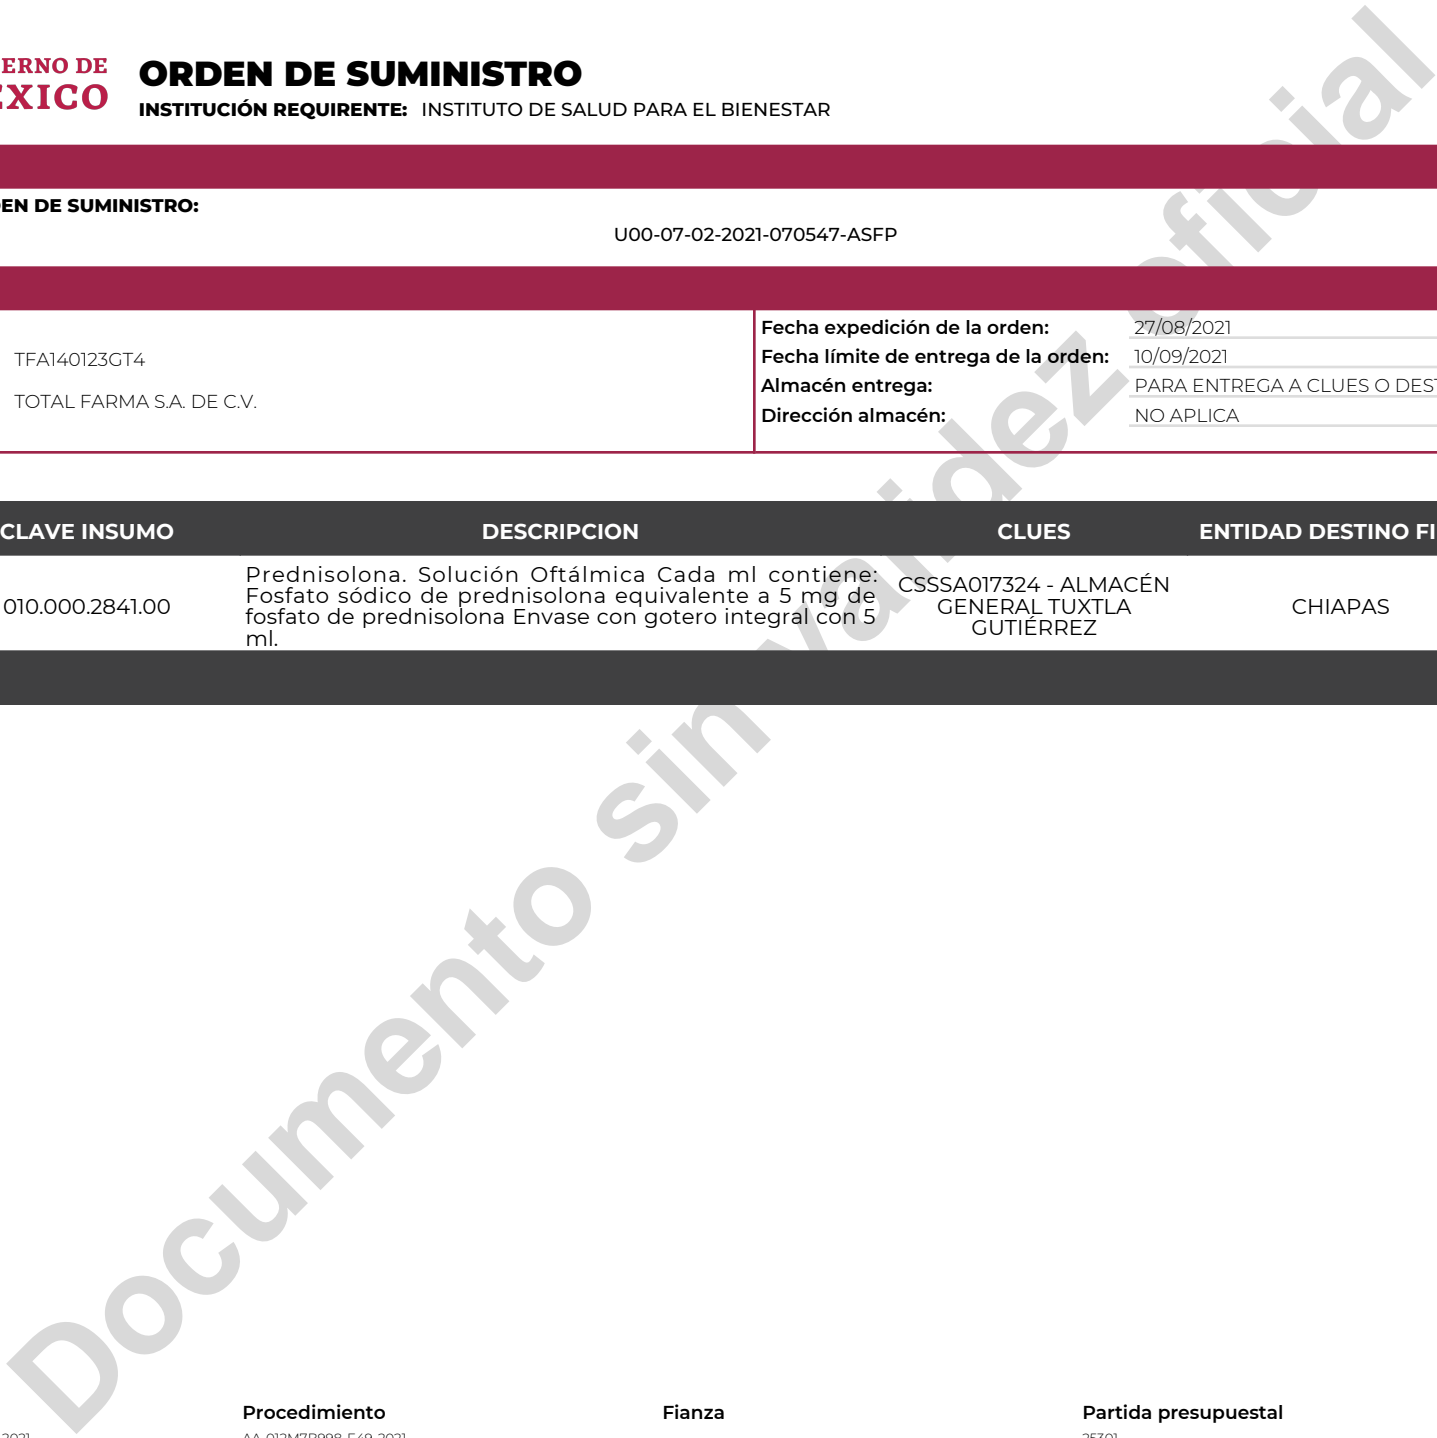 ERNO DE
EXICO
ORDEN DE SUMINISTRO
INSTITUCIÓN REQUIRENTE: INSTITUTO DE SALUD PARA EL BIENESTAR
EN DE SUMINISTRO:
U00-07-02-2021-070547-ASFP
TFA140123GT4
TOTAL FARMA S.A. DE C.V.
Fecha expedición de la orden: 27/08/2021
Fecha límite de entrega de la orden: 10/09/2021
Almacén entrega: PARA ENTREGA A CLUES O DEST
Dirección almacén: NO APLICA
CLAVE INSUMO DESCRIPCION CLUES ENTIDAD DESTINO FI
010.000.2841.00
Prednisolona. Solución Oftálmica Cada ml contiene:
Fosfato sódico de prednisolona equivalente a 5 mg de
fosfato de prednisolona Envase con gotero integral con 5
ml.
CSSSA017324 - ALMACÉN
GENERAL TUXTLA
GUTIÉRREZ
CHIAPAS
Documento sin validez oficial
Procedimiento Fianza Partida presupuestal